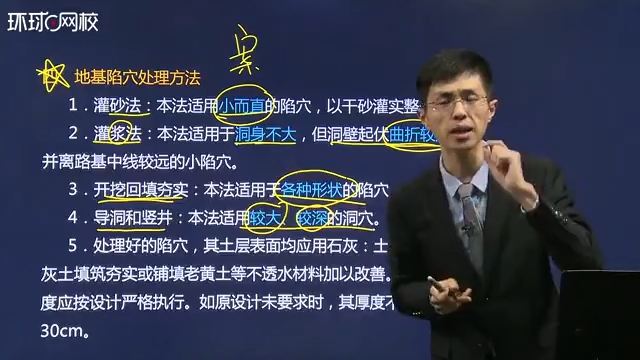 环球网校
案
地基陷穴处理方法
1．灌砂法：本法适用小而直的陷穴，以干砂灌实整
2．灌浆法：本法适用于洞身不大，但洞壁起伏曲折较
并离路基中线较远的小陷穴。
3．开挖回填夯实：本法适用于各种形状的陷穴
4．导洞和竖井：本法适用较大、较深的洞穴。
5．处理好的陷穴，其土层表面均应用石灰：土
灰土填筑夯实或铺填老黄土等不透水材料加以改善。
度应按设计严格执行。如原设计未要求时，其厚度不
30cm。